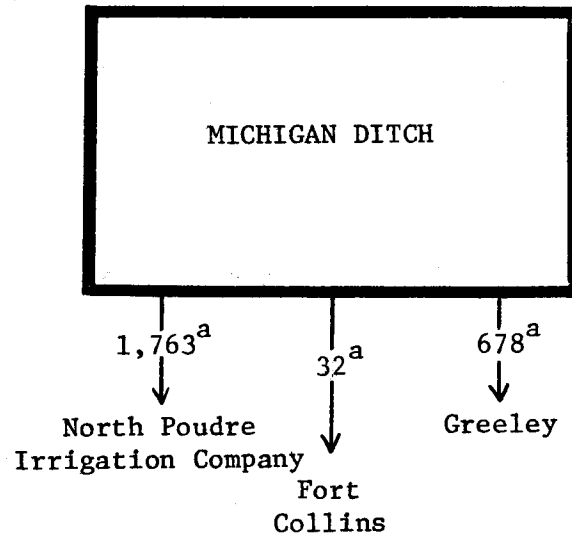 MICHIGAN DITCH
1,763a
32a
678a
North Poudre
Irrigation Company
Fort
Collins
Greeley